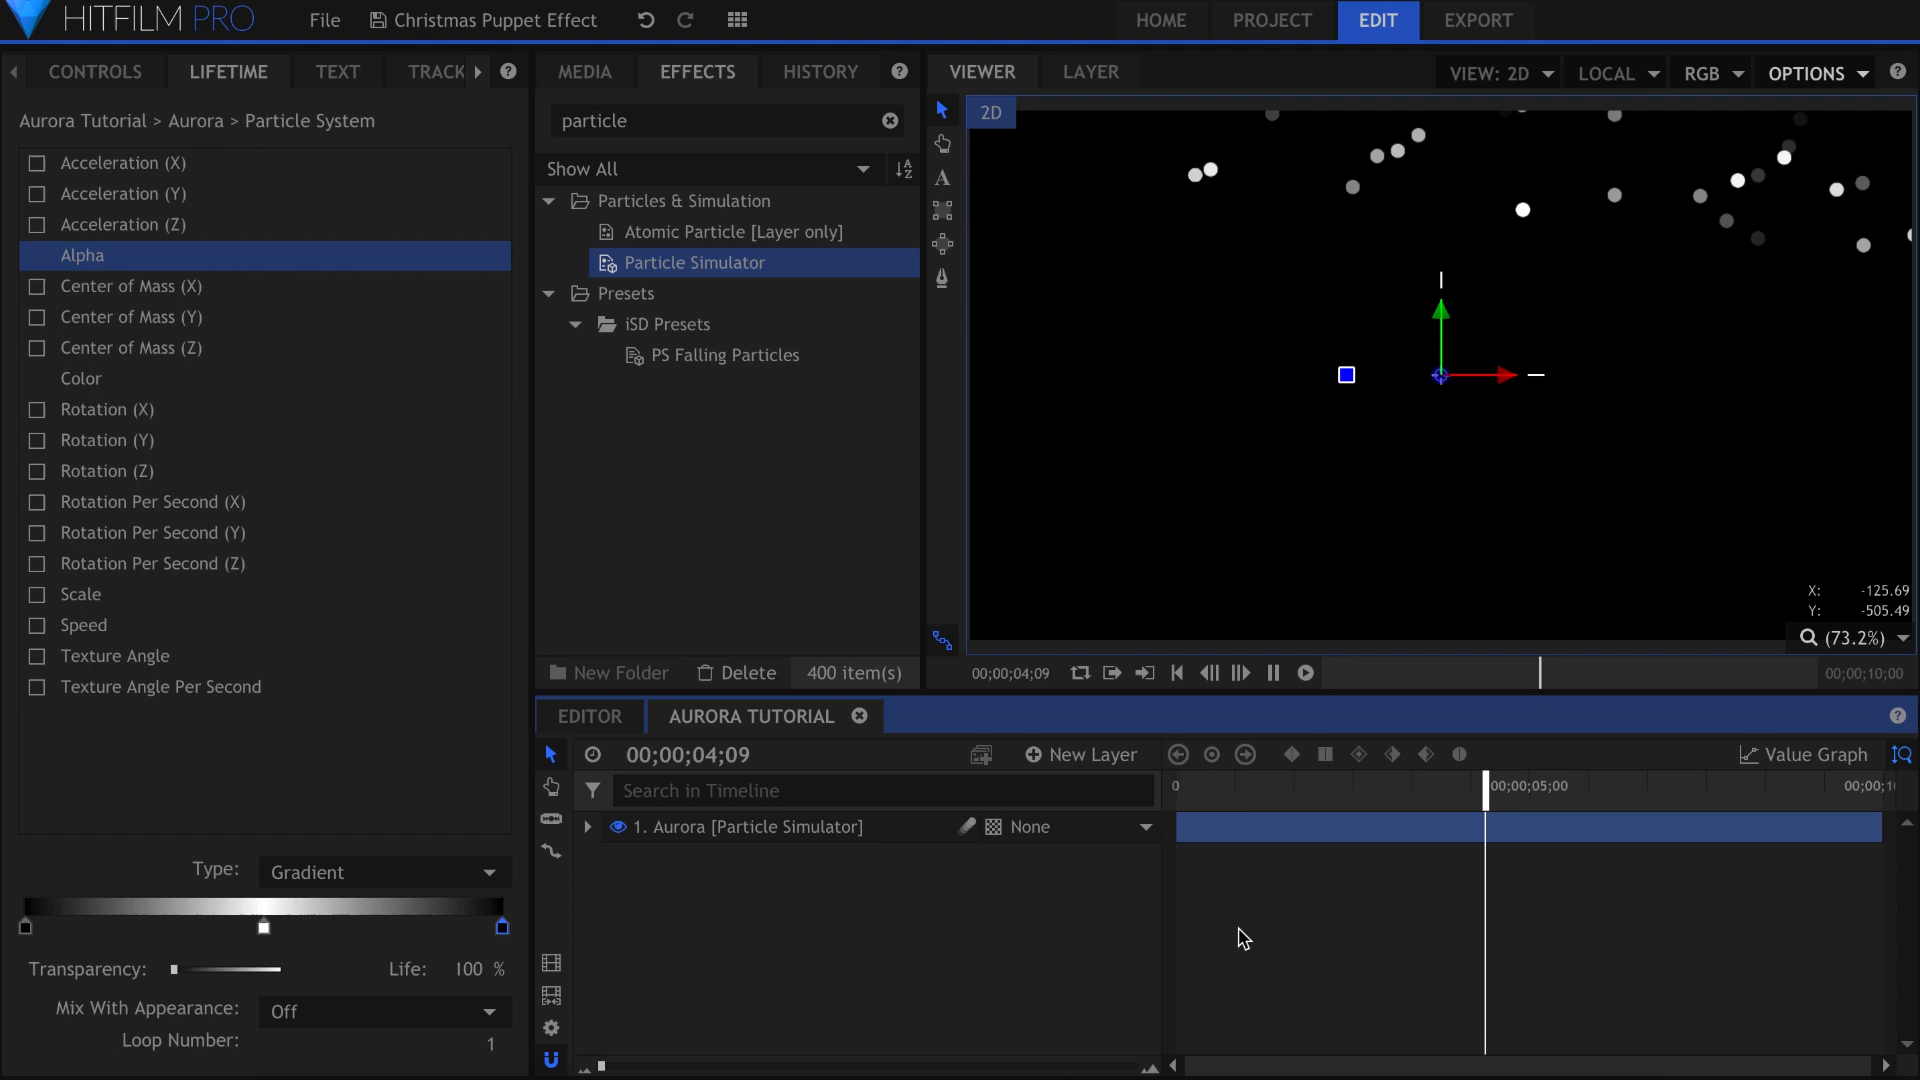 HITFILM PRO
File
Christmas Puppet Effect
HOME
PROJECT
EDIT
EXPORT
CONTROLS
LIFETIME
TEXT
TRACK
MEDIA
EFFECTS
HISTORY
VIEWER
LAYER
VIEW: 2D
LOCAL
RGB
OPTIONS
Aurora Tutorial > Aurora > Particle System
Acceleration (X)
Acceleration (Y)
Acceleration (Z)
Alpha
Center of Mass (X)
Center of Mass (Y)
Center of Mass (Z)
Color
Rotation (X)
Rotation (Y)
Rotation (Z)
Rotation Per Second (X)
Rotation Per Second (Y)
Rotation Per Second (Z)
Scale
Speed
Texture Angle
Texture Angle Per Second
Type: Gradient
Transparency:
Life: 100 %
Mix With Appearance: Off
Loop Number: 1
particle
Show All
Particles & Simulation
Atomic Particle [Layer only]
Particle Simulator
Presets
iSD Presets
PS Falling Particles
New Folder
Delete
400 item(s)
2D
X: -125.69
Y: -505.49
(73.2%)
00;00;04;09
00;00;10;00
EDITOR
AURORA TUTORIAL
00;00;04;09
New Layer
Value Graph
Search in Timeline
0
00;00;05;00
00;00;1
1. Aurora [Particle Simulator]
None